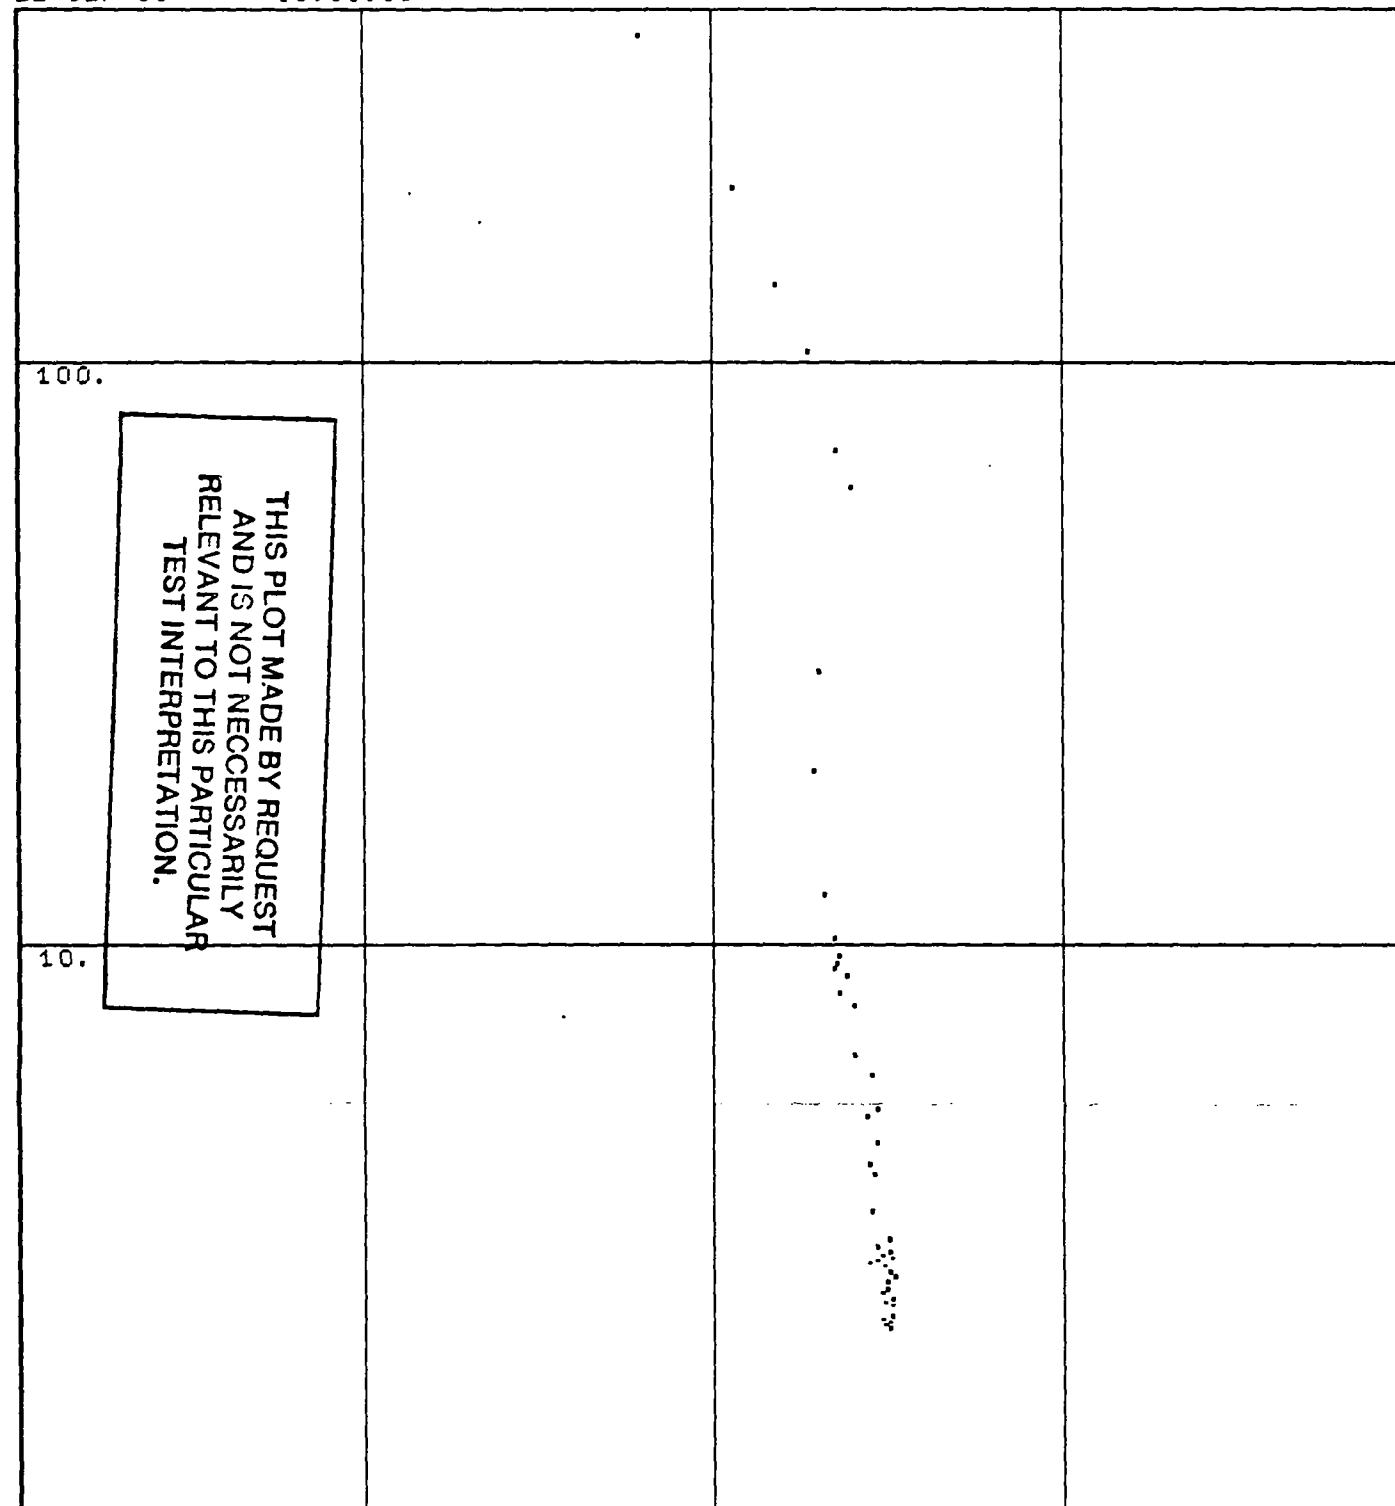 100.
THIS PLOT MADE BY REQUEST
AND IS NOT NECCESSARILY
RELEVANT TO THIS PARTICULAR
TEST INTERPRETATION.
10.